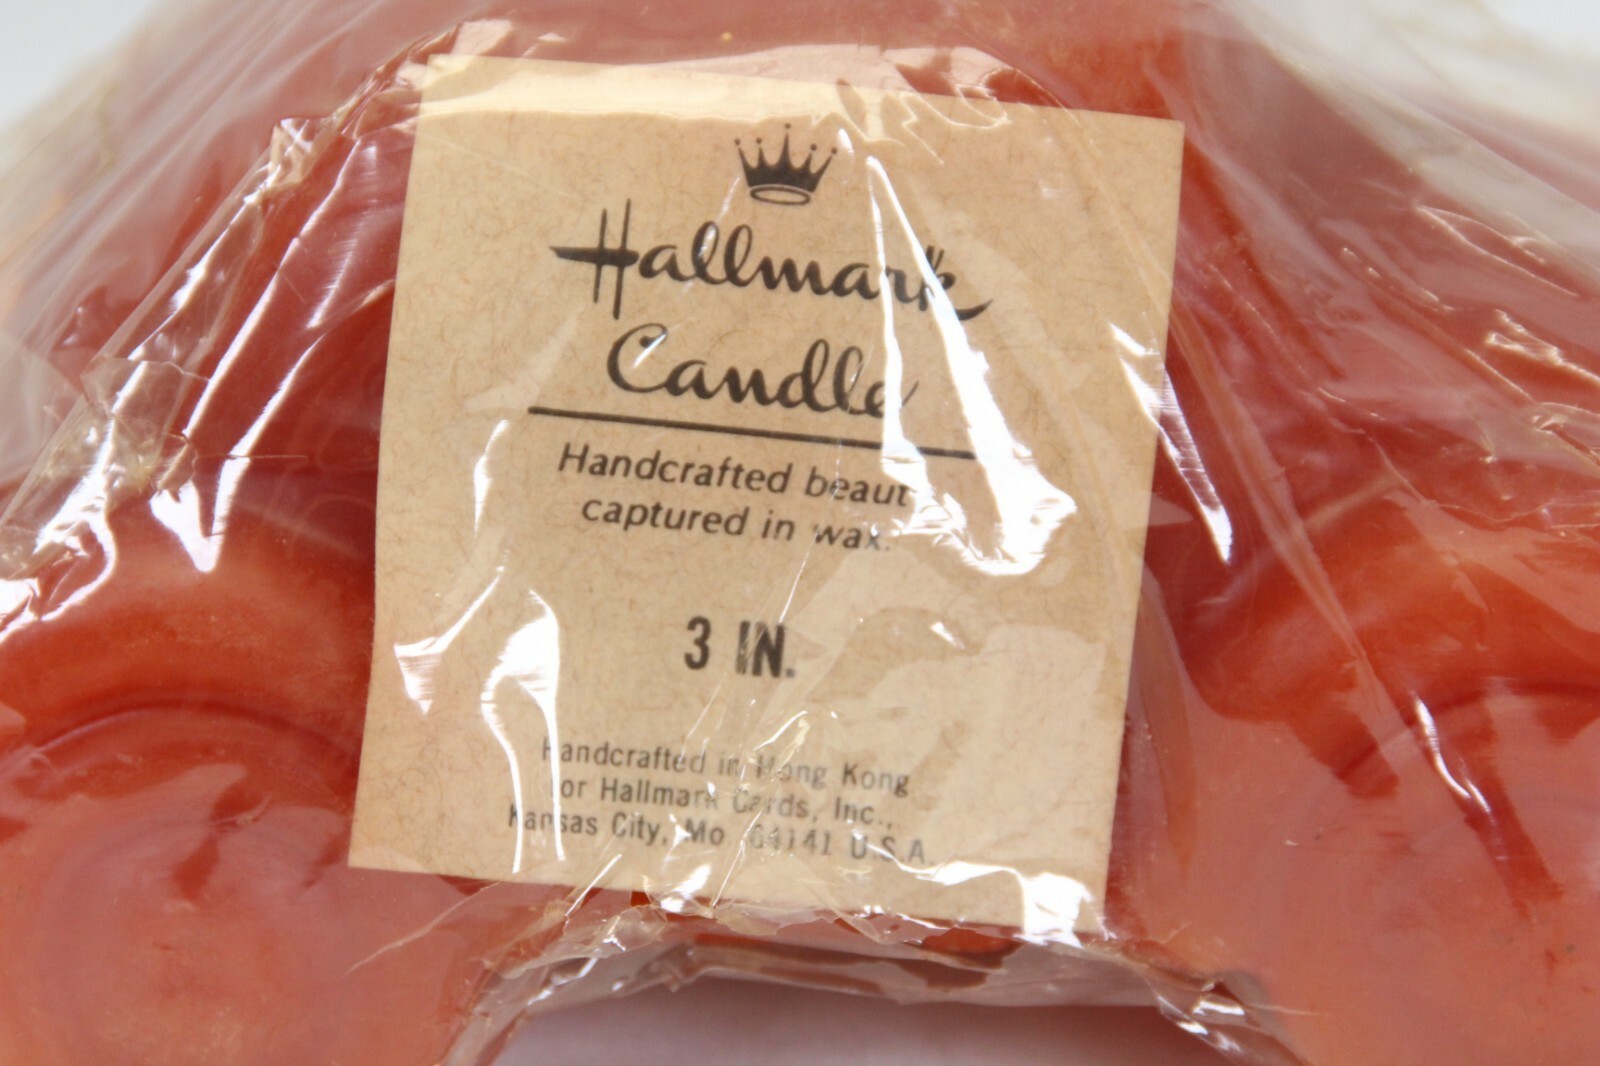 Hallmark
Candle
Handcrafted beaut
captured in wax.
3 IN.
Handcrafted in Hong Kong
for Hallmark Cards, Inc.,
Kansas City, Mo. 64141 U.S.A.